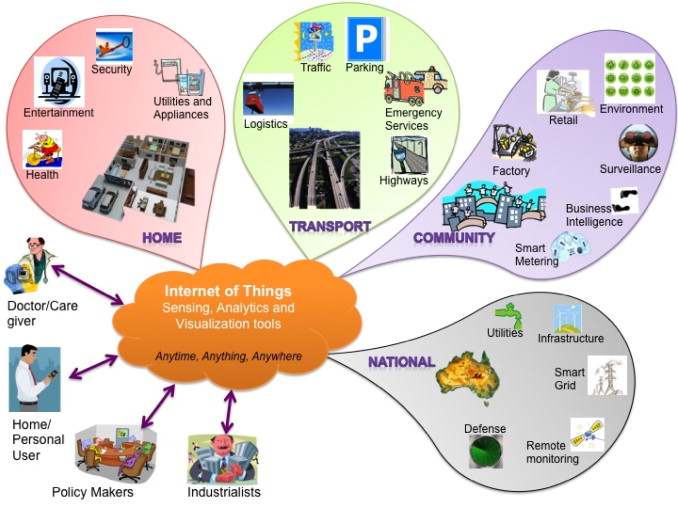 Security
Entertainment
Utilities and
Appliances
Health
HOME
Traffic
P
Parking
Logistics
Emergency
Services
Highways
TRANSPORT
Retail
Environment
Factory
Surveillance
Business
Intelligence
COMMUNITY
Smart
Metering
Doctor/Care
giver
Internet of Things
Sensing, Analytics and
Visualization tools
Anytime, Anything, Anywhere
Home/
Personal
User
Policy Makers
Industrialists
NATIONAL
Utilities
Infrastructure
Smart
Grid
Defense
Remote
monitoring